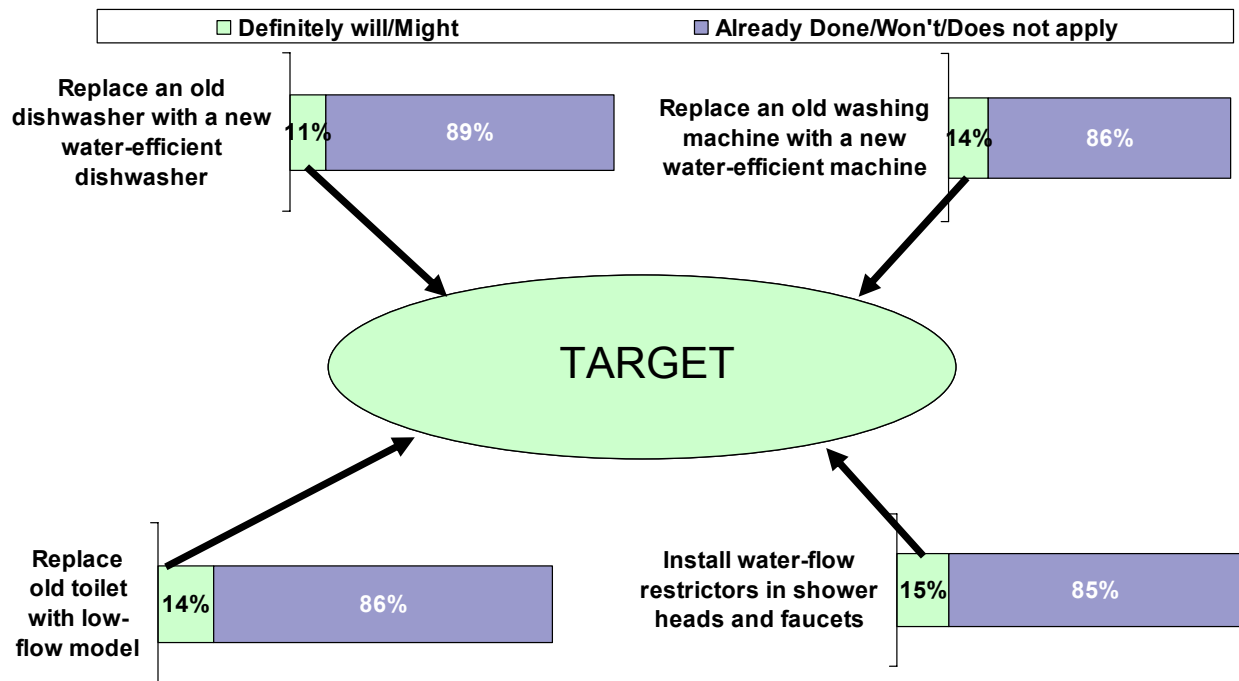 Definitely will/Might
Already Done/Won't/Does not apply
Replace an old
dishwasher with a new
water-efficient
dishwasher
11%
89%
Replace an old washing
machine with a new
water-efficient machine
14%
86%
TARGET
Replace
old toilet
with low-
flow model
14%
86%
Install water-flow
restrictors in shower
heads and faucets
15%
85%